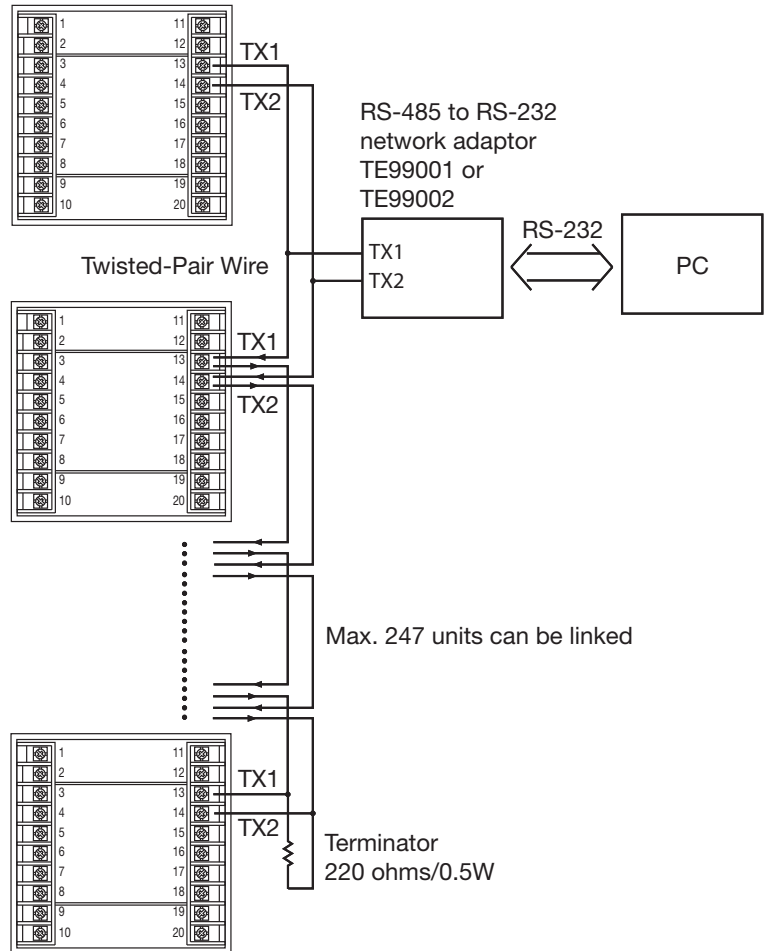 1 11
2 12
3 13
4 14
5 15
6 16
7 17
8 18
9 19
10 20
TX1
TX2
RS-485 to RS-232
network adaptor
TE99001 or
TE99002
TX1
TX2
RS-232
PC
Twisted-Pair Wire
1 11
2 12
3 13
4 14
5 15
6 16
7 17
8 18
9 19
10 20
TX1
TX2
Max. 247 units can be linked
1 11
2 12
3 13
4 14
5 15
6 16
7 17
8 18
9 19
10 20
TX1
TX2
Terminator
220 ohms/0.5W